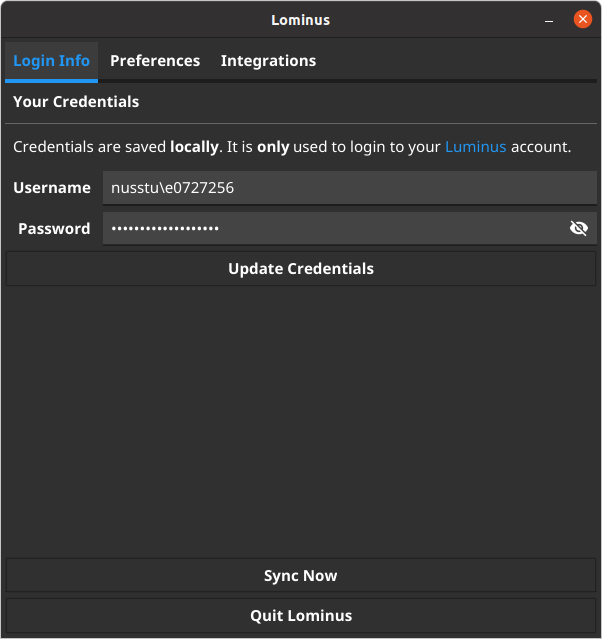 Lominus
Login Info Preferences Integrations
Your Credentials
Credentials are saved locally. It is only used to login to your Luminus account.
Username nusstu\e0727256
Password •••••••••••••••••••
Update Credentials
Sync Now
Quit Lominus